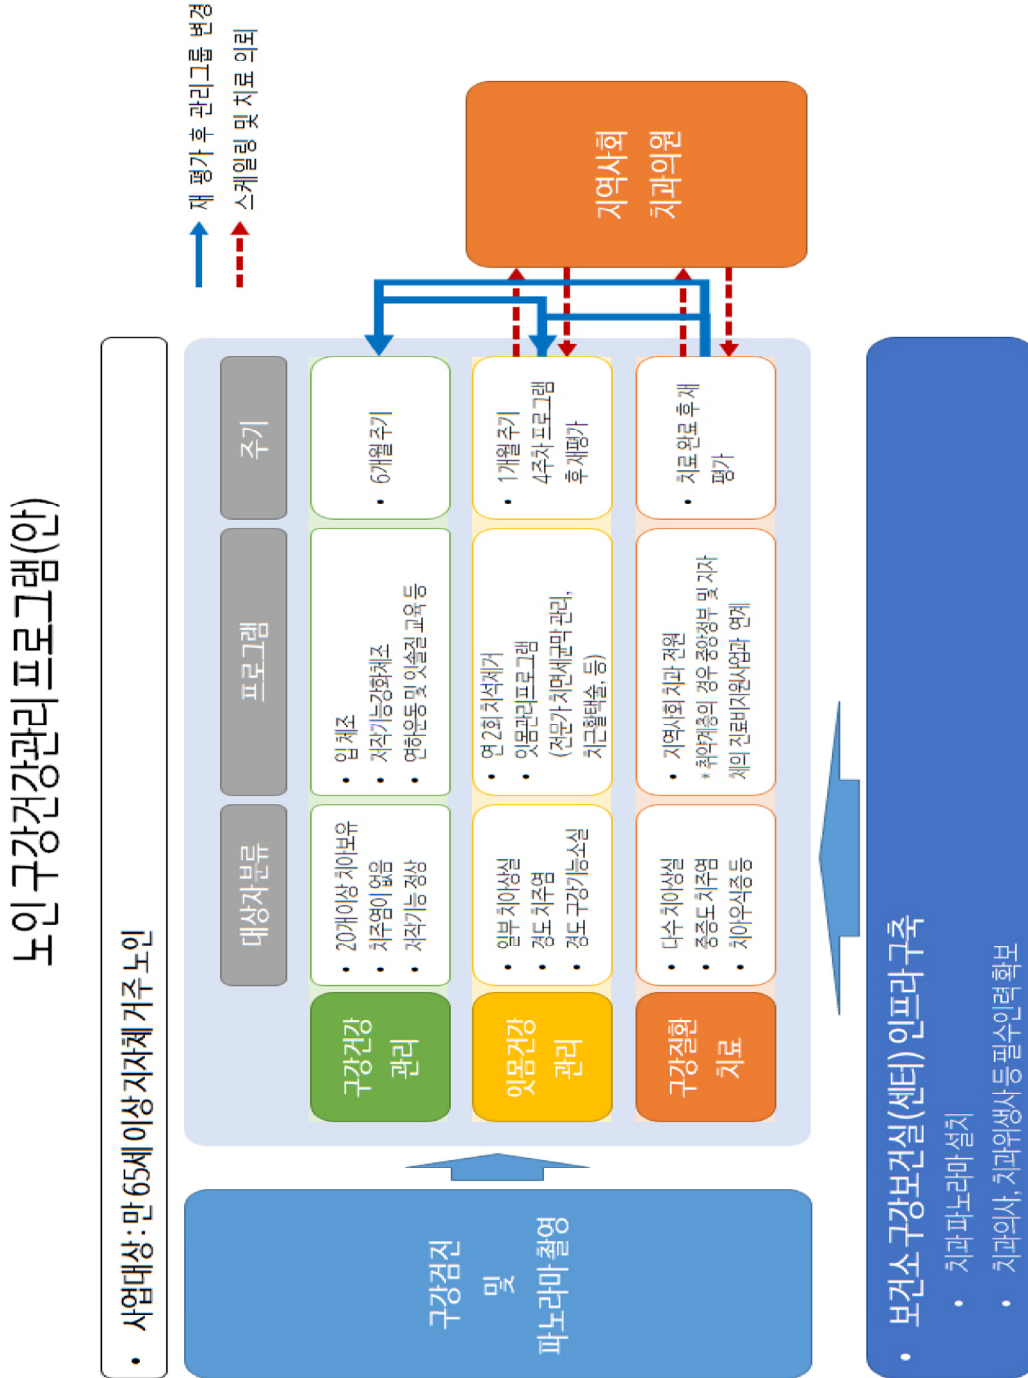 노인 구강건강관리 프로그램(안)
• 사업대상 : 만 65세 이상 지자체 거주 노인
재 평가 후 관리그룹 변경
스케일링 및 치료 의뢰
구강검진
및
파노라마 촬영
대상자분류
프로그램
주기
구강건강
관리
• 20개 이상 치아보유
• 치주염이 없음
• 저작기능 정상
• 입 체조
• 저작기능강화체조
• 연하운동 및 잇솔질 교육 등
• 6개월 주기
잇몸건강
관리
• 일부 치아상실
• 경도 치주염
• 경도 구강기능소실
• 연 2회 치석제거
• 잇몸관리프로그램
(전문가 치면세균막 관리,
치근활택술, 등)
• 1개월 주기
4주차 프로그램
후 재평가
구강질환
치료
• 다수 치아상실
• 중증도 치주염
• 치아우식증 등
• 지역사회 치과 전원
* 취약계층의 경우 중앙정부 및 지자
체의 진료비지원사업과 연계
• 치료 완료 후 재
평가
지역사회
치과의원
• 보건소 구강보건실(센터) 인프라 구축
• 치과 파노라마 설치
• 치과의사, 치과위생사 등 필수인력 확보